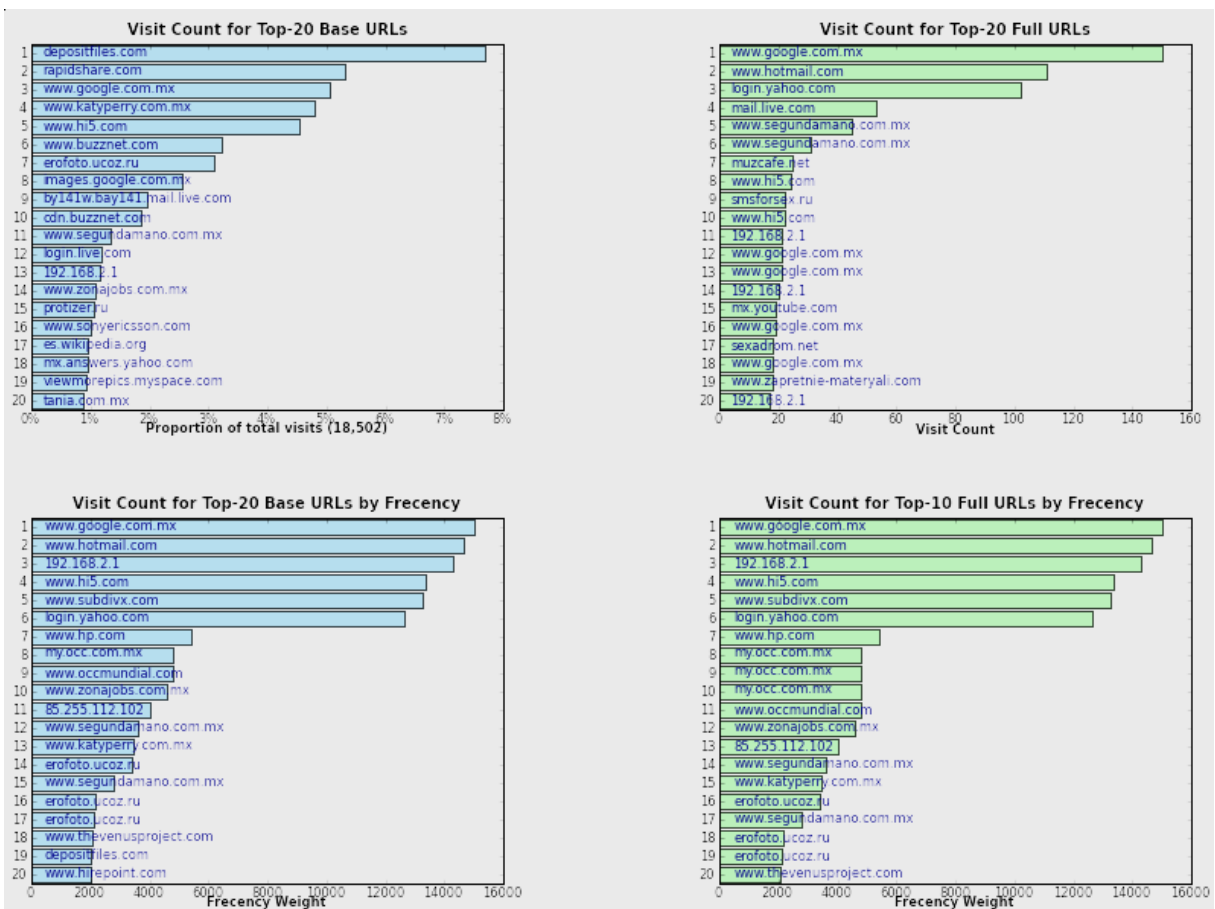 Visit Count for Top-20 Base URLs
1 depositfiles.com
2 rapidshare.com
3 www.google.com.mx
4 www.katyperry.com.mx
5 www.hi5.com
6 www.buzznet.com
7 erofoto.ucoz.ru
8 images.google.com.mx
9 by141w.bay141.mail.live.com
10 cdn.buzznet.com
11 www.segundamano.com.mx
12 login.live.com
13 192.168.2.1
14 www.zonajobs.com.mx
15 protizer.ru
16 www.sonyericsson.com
17 es.wikipedia.org
18 mx.answers.yahoo.com
19 viewmorepics.myspace.com
20 tania.com.mx
0% 1% 2% 3% 4% 5% 6% 7% 8%
Proportion of total visits (18,502)
Visit Count for Top-20 Full URLs
1 www.google.com.mx
2 www.hotmail.com
3 login.yahoo.com
4 mail.live.com
5 www.segundamano.com.mx
6 www.segundamano.com.mx
7 muzcafe.net
8 www.hi5.com
9 smsforsex.ru
10 www.hi5.com
11 192.168.2.1
12 www.google.com.mx
13 www.google.com.mx
14 192.168.2.1
15 mx.youtube.com
16 www.google.com.mx
17 sexadrom.net
18 www.google.com.mx
19 www.zapretnie-materyali.com
20 192.168.2.1
0 20 40 60 80 100 120 140 160
Visit Count
Visit Count for Top-20 Base URLs by Frecency
1 www.google.com.mx
2 www.hotmail.com
3 192.168.2.1
4 www.hi5.com
5 www.subdivx.com
6 login.yahoo.com
7 www.hp.com
8 my.occ.com.mx
9 www.occmundial.com
10 www.zonajobs.com.mx
11 85.255.112.102
12 www.segundamano.com.mx
13 www.katyperry.com.mx
14 erofoto.ucoz.ru
15 www.segundamano.com.mx
16 erofoto.ucoz.ru
17 erofoto.ucoz.ru
18 www.thevenusproject.com
19 depositfiles.com
20 www.hirepoint.com
0 2000 4000 6000 8000 10000 12000 14000 16000
Frecency Weight
Visit Count for Top-10 Full URLs by Frecency
1 www.google.com.mx
2 www.hotmail.com
3 192.168.2.1
4 www.hi5.com
5 www.subdivx.com
6 login.yahoo.com
7 www.hp.com
8 my.occ.com.mx
9 my.occ.com.mx
10 my.occ.com.mx
11 www.occmundial.com
12 www.zonajobs.com.mx
13 85.255.112.102
14 www.segundamano.com.mx
15 www.katyperry.com.mx
16 erofoto.ucoz.ru
17 www.segundamano.com.mx
18 erofoto.ucoz.ru
19 erofoto.ucoz.ru
20 www.thevenusproject.com
0 2000 4000 6000 8000 10000 12000 14000 16000
Frecency Weight